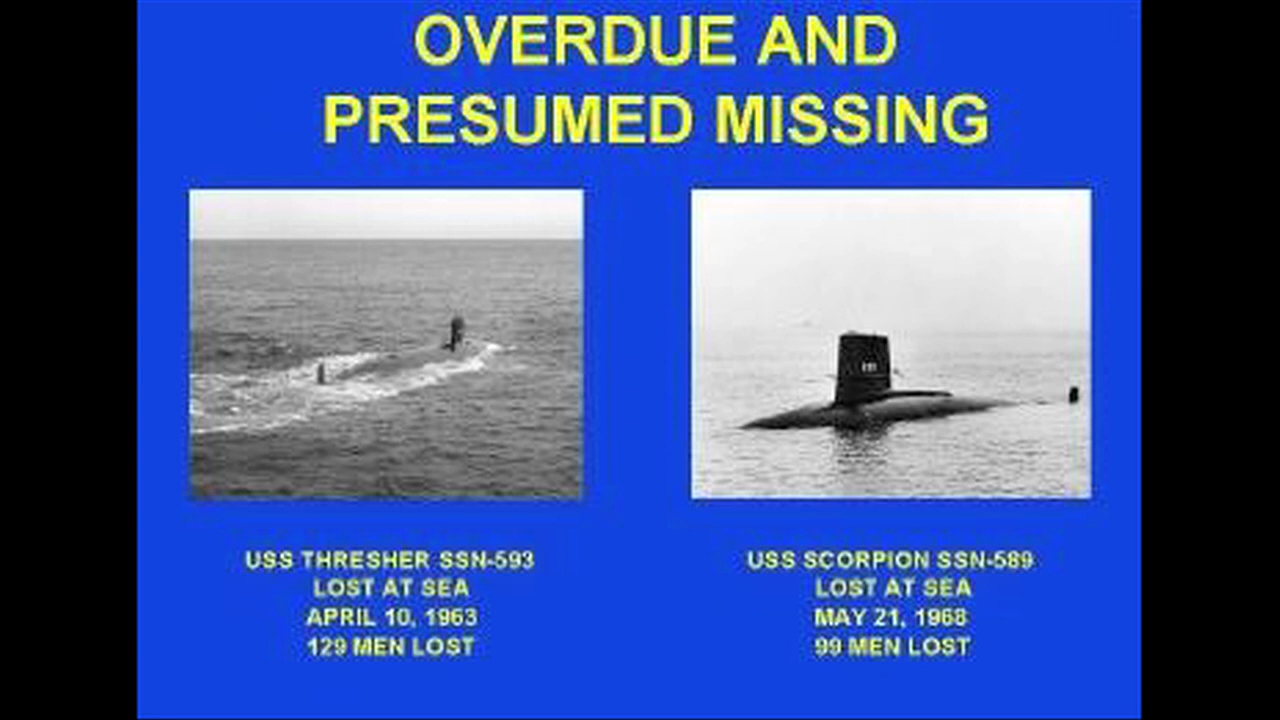 OVERDUE AND
PRESUMED MISSING
USS THRESHER SSN-593
LOST AT SEA
APRIL 10, 1963
129 MEN LOST
USS SCORPION SSN-589
LOST AT SEA
MAY 21, 1968
99 MEN LOST